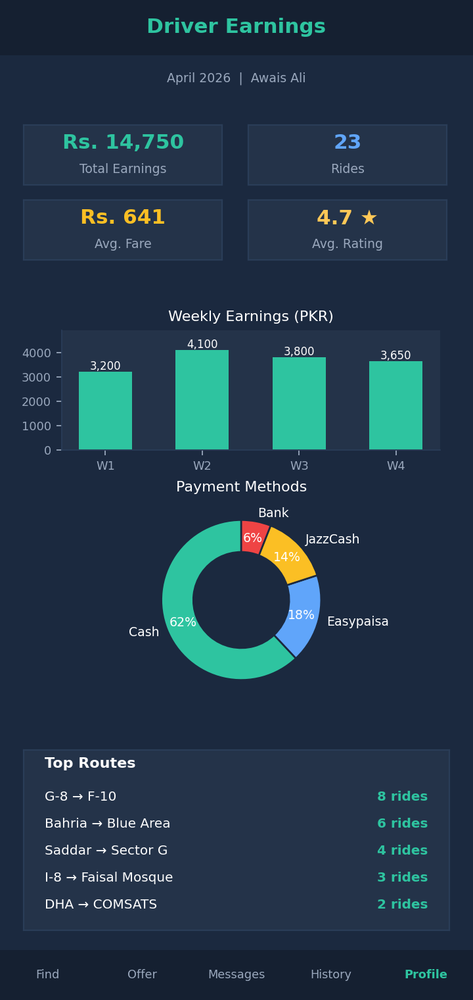 Driver Earnings
April 2026 | Awais Ali
Rs. 14,750
Total Earnings
23
Rides
Rs. 641
Avg. Fare
4.7 ★
Avg. Rating
Weekly Earnings (PKR)
4000
3000
2000
1000
0
3,200
4,100
3,800
3,650
W1 W2 W3 W4
Payment Methods
Bank
6%
JazzCash
14%
Easypaisa
18%
Cash
62%
Top Routes
G-8 → F-10 8 rides
Bahria → Blue Area 6 rides
Saddar → Sector G 4 rides
I-8 → Faisal Mosque 3 rides
DHA → COMSATS 2 rides
Find Offer Messages History Profile